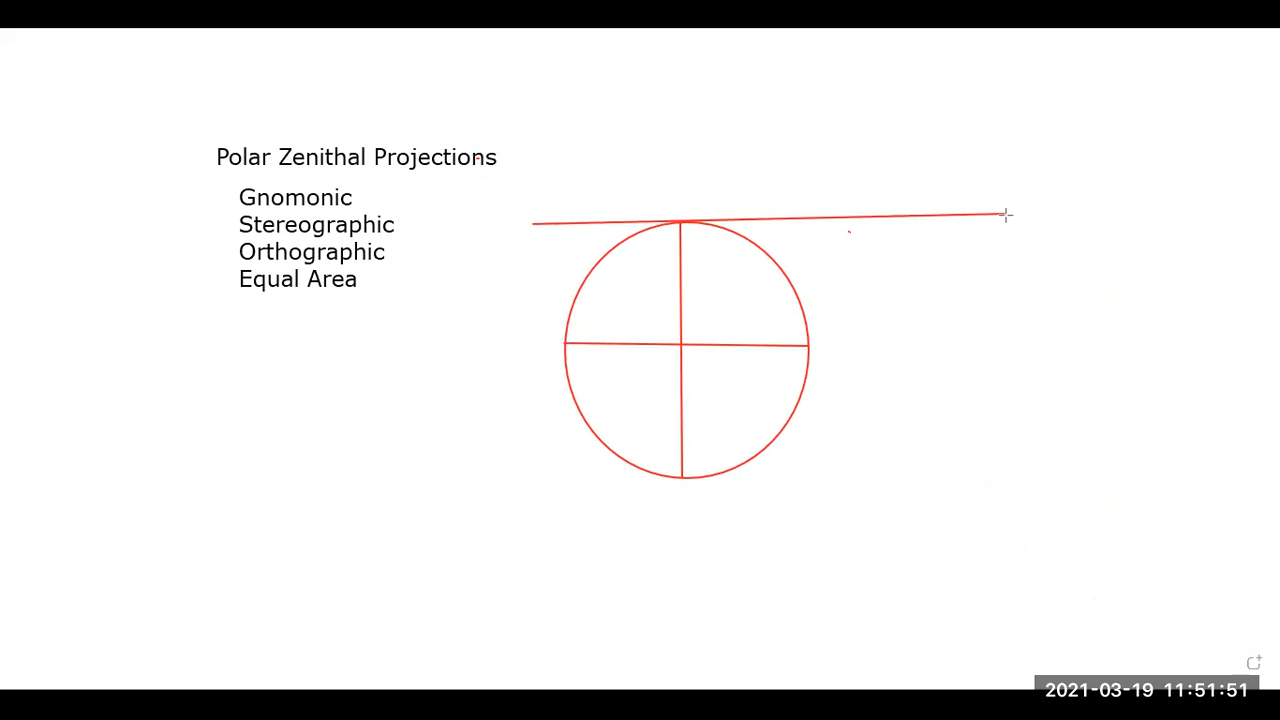 Polar Zenithal Projections
Gnomonic
Stereographic
Orthographic
Equal Area
2021-03-19 11:51:51